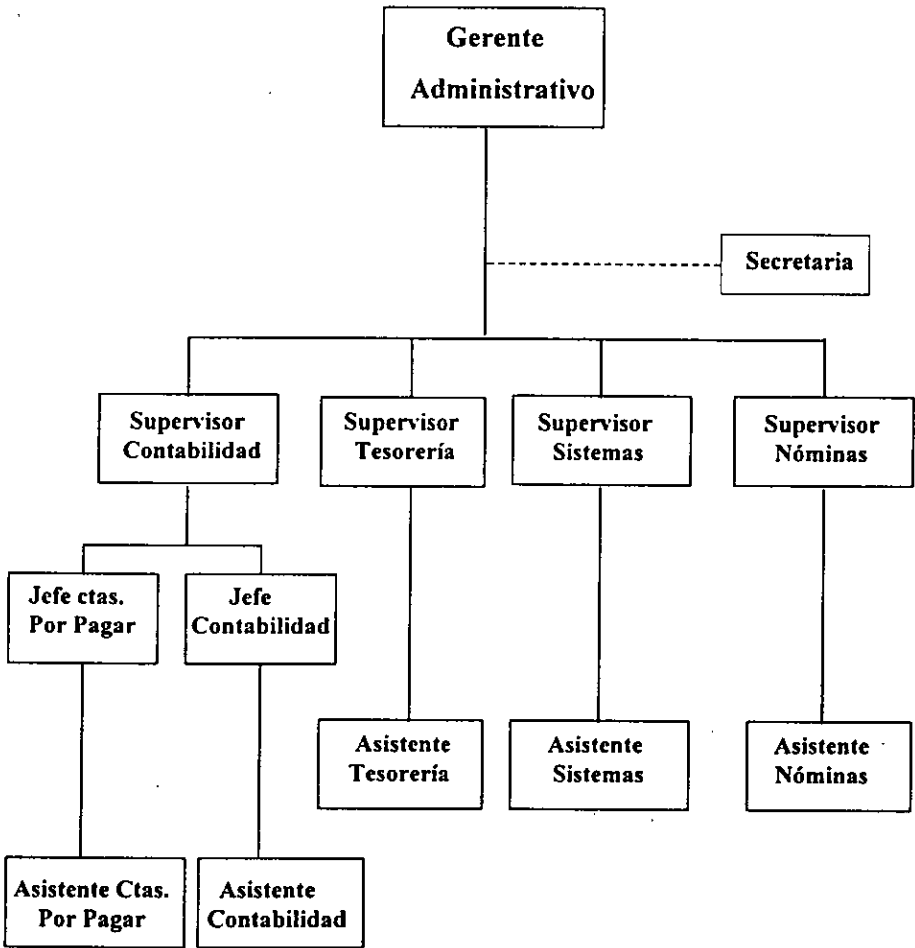 Gerente
Administrativo
Secretaria
Supervisor
Contabilidad
Supervisor
Tesorería
Supervisor
Sistemas
Supervisor
Nóminas
Jefe ctas.
Por Pagar
Jefe
Contabilidad
Asistente
Tesorería
Asistente
Sistemas
Asistente
Nóminas
Asistente Ctas.
Por Pagar
Asistente
Contabilidad